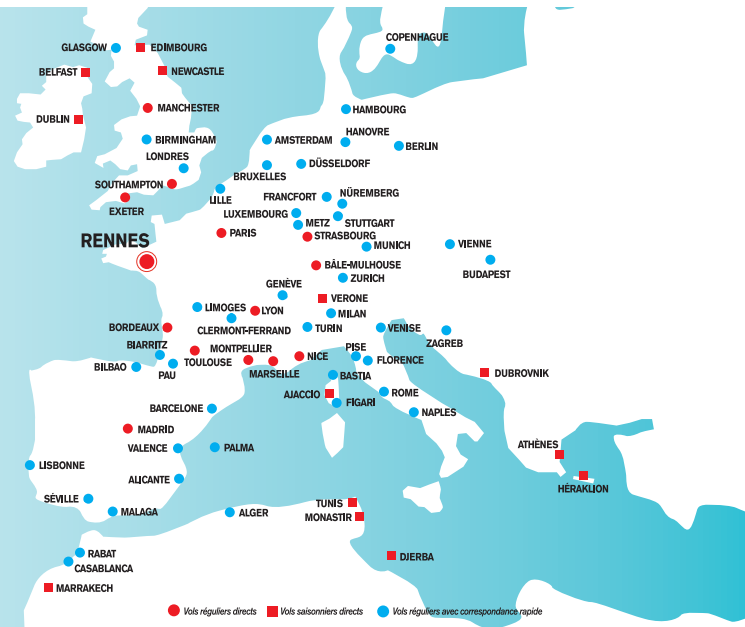 COPENHAGUE
GLASGOW
EDIMBOURG
BELFAST
NEWCASTLE
DUBLIN
MANCHESTER
HAMBOURG
BIRMINGHAM
AMSTERDAM
HANOVRE
BERLIN
LONDRES
BRUXELLES
DÜSSELDORF
SOUTHAMPTON
EXETER
LILLE
FRANCFORT
NÜREMBERG
LUXEMBOURG
METZ
STUTTGART
PARIS
STRASBOURG
RENNES
MUNICH
VIENNE
BUDAPEST
BÂLE-MULHOUSE
ZURICH
GENÈVE
VERONE
LIMOGES
LYON
MILAN
BORDEAUX
CLERMONT-FERRAND
TURIN
VENISE
ZAGREB
BIARRITZ
MONTPELLIER
NICE
PISE
BILBAO
PAU
TOULOUSE
MARSEILLE
FLORENCE
BASTIA
DUBROVNIK
AJACCIO
FIGARI
ROME
BARCELONE
NAPLES
MADRID
VALENCE
PALMA
ATHÈNES
LISBONNE
ALICANTE
HÉRAKLION
SÉVILLE
MALAGA
ALGER
TUNIS
MONASTIR
RABAT
CASABLANCA
DJERBA
MARRAKECH
Vols réguliers directs
Vols saisonniers directs
Vols réguliers avec correspondance rapide